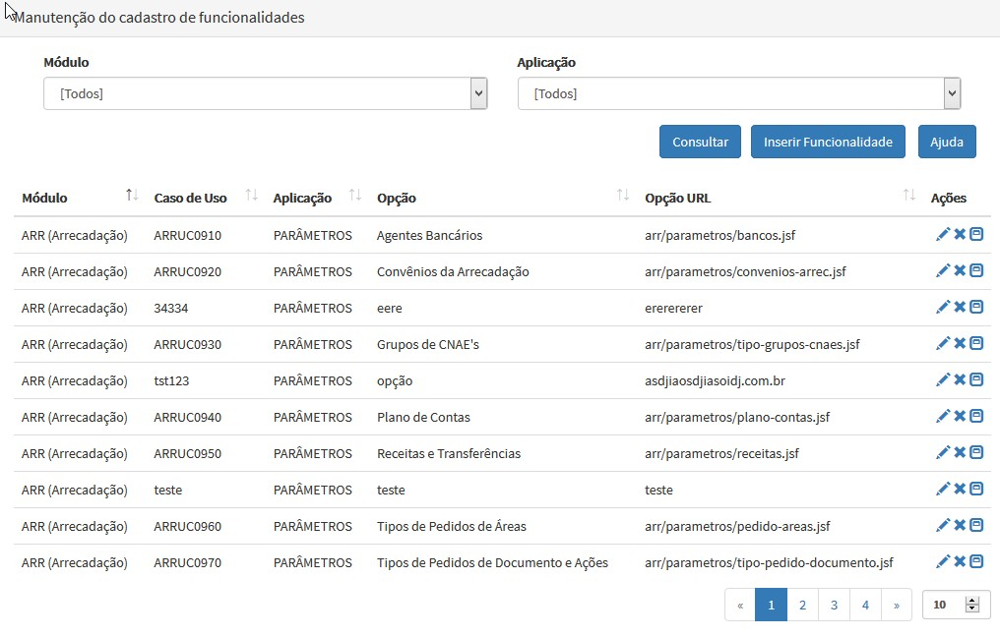 Manutenção do cadastro de funcionalidades
Módulo Aplicação
[Todos] [Todos]
Consultar Inserir Funcionalidade Ajuda
Módulo Caso de Uso Aplicação Opção Opção URL Ações
ARR (Arrecadação) ARRUC0910 PARÂMETROS Agentes Bancários arr/parametros/bancos.jsf
ARR (Arrecadação) ARRUC0920 PARÂMETROS Convênios da Arrecadação arr/parametros/convenios-arrec.jsf
ARR (Arrecadação) 34334 PARÂMETROS eere erererererer
ARR (Arrecadação) ARRUC0930 PARÂMETROS Grupos de CNAE's arr/parametros/tipo-grupos-cnaes.jsf
ARR (Arrecadação) tst123 PARÂMETROS opção asdjiaosdjiasoidj.com.br
ARR (Arrecadação) ARRUC0940 PARÂMETROS Plano de Contas arr/parametros/plano-contas.jsf
ARR (Arrecadação) ARRUC0950 PARÂMETROS Receitas e Transferências arr/parametros/receitas.jsf
ARR (Arrecadação) teste PARÂMETROS teste teste
ARR (Arrecadação) ARRUC0960 PARÂMETROS Tipos de Pedidos de Áreas arr/parametros/pedido-areas.jsf
ARR (Arrecadação) ARRUC0970 PARÂMETROS Tipos de Pedidos de Documento e Ações arr/parametros/tipo-pedido-documento.jsf
« 1 2 3 4 » 10